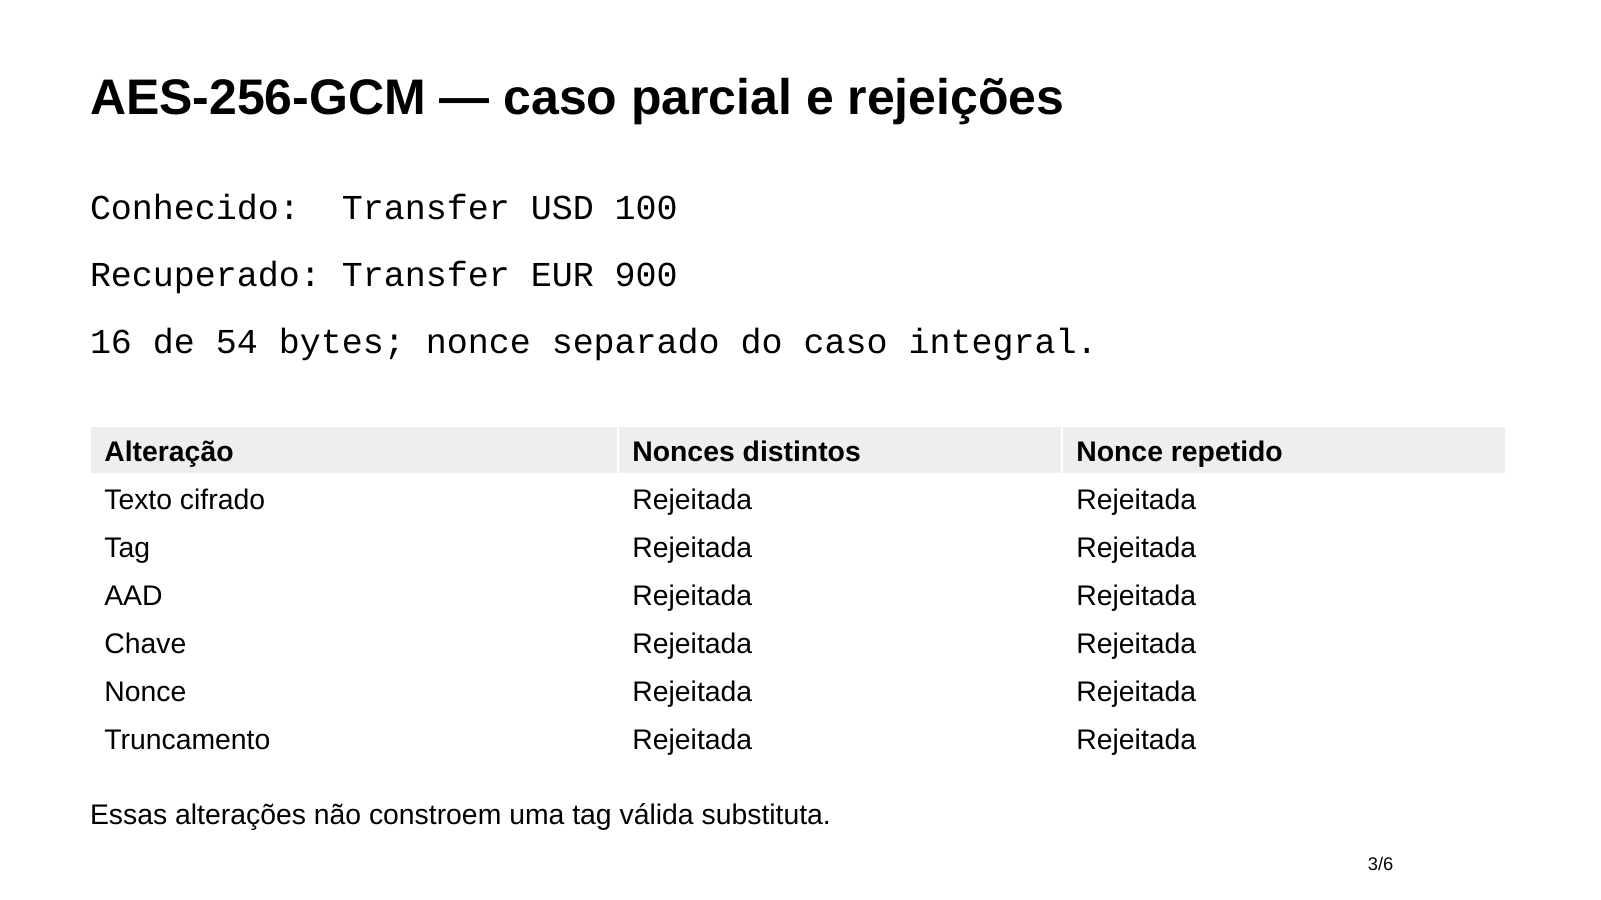 AES-256-GCM — caso parcial e rejeições
Conhecido:  Transfer USD 100
Recuperado: Transfer EUR 900
16 de 54 bytes; nonce separado do caso integral.
Alteração Nonces distintos Nonce repetido
Texto cifrado Rejeitada Rejeitada
Tag Rejeitada Rejeitada
AAD Rejeitada Rejeitada
Chave Rejeitada Rejeitada
Nonce Rejeitada Rejeitada
Truncamento Rejeitada Rejeitada
Essas alterações não constroem uma tag válida substituta.
3/6